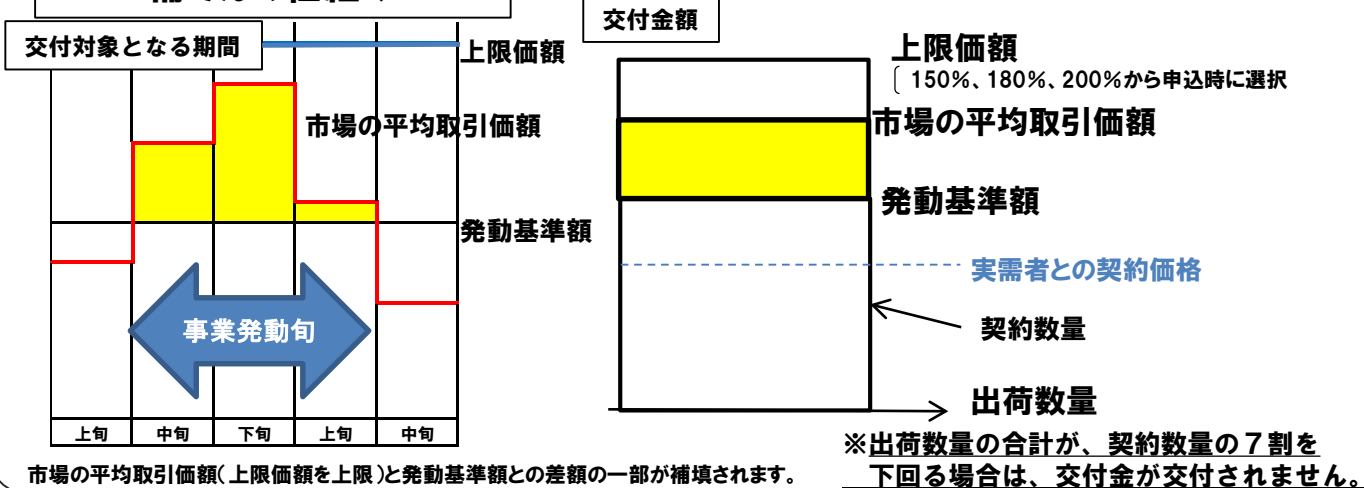 交付対象となる期間
上限価額
市場の平均取引価額
発動基準額
事業発動旬
上旬 中旬 下旬 上旬 中旬
市場の平均取引価額(上限価額を上限)と発動基準額との差額の一部が補填されます。
交付金額
上限価額
150%、180%、200%から申込時に選択
市場の平均取引価額
発動基準額
実需者との契約価格
契約数量
出荷数量
※出荷数量の合計が、契約数量の7割を
下回る場合は、交付金が交付されません。